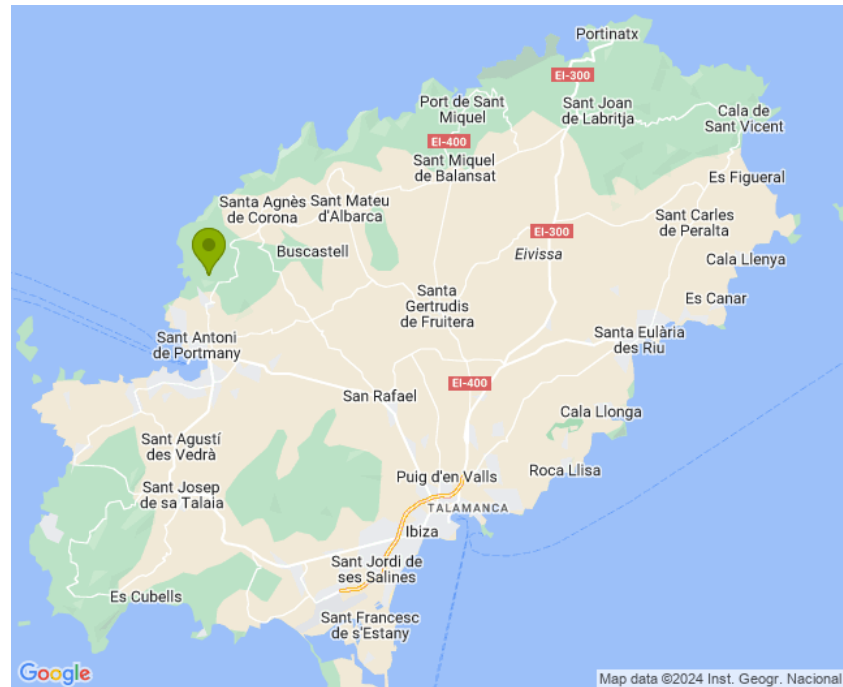 Portinatx
EI-300
Port de Sant
Miquel
Sant Joan
de Labritja
Cala de
Sant Vicent
EI-400
Sant Miquel
de Balansat
Es Figueral
Santa Agnès
de Corona
Sant Mateu
d'Albarca
Sant Carles
de Peralta
EI-300
Buscastell
Eivissa
Cala Llenya
Santa
Gertrudis
de Fruitera
Es Canar
Sant Antoni
de Portmany
Santa Eulària
des Riu
EI-400
San Rafael
Cala Llonga
Sant Agustí
des Vedrà
Roca Llisa
Puig d'en Valls
Sant Josep
de sa Talaia
TALAMANCA
Ibiza
Sant Jordi de
ses Salines
Es Cubells
Sant Francesc
de s'Estany
Google
Map data ©2024 Inst. Geogr. Nacional